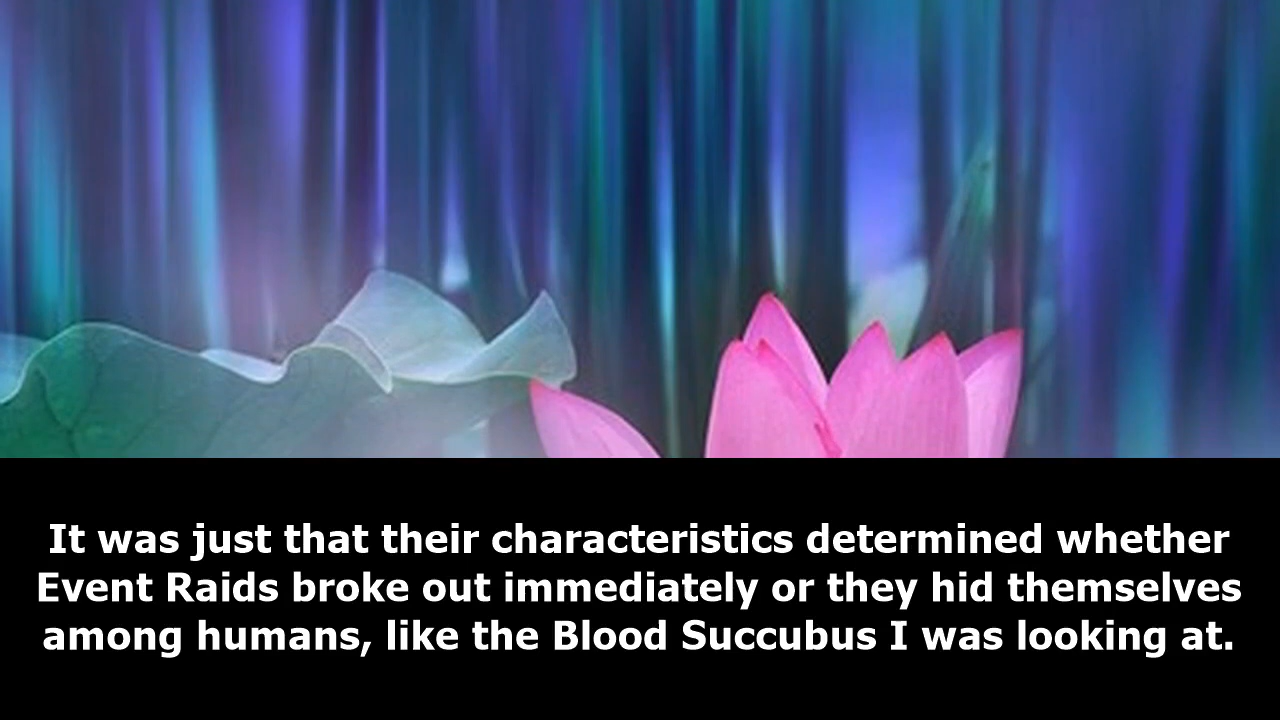 It was just that their characteristics determined whether
Event Raids broke out immediately or they hid themselves
among humans, like the Blood Succubus I was looking at.